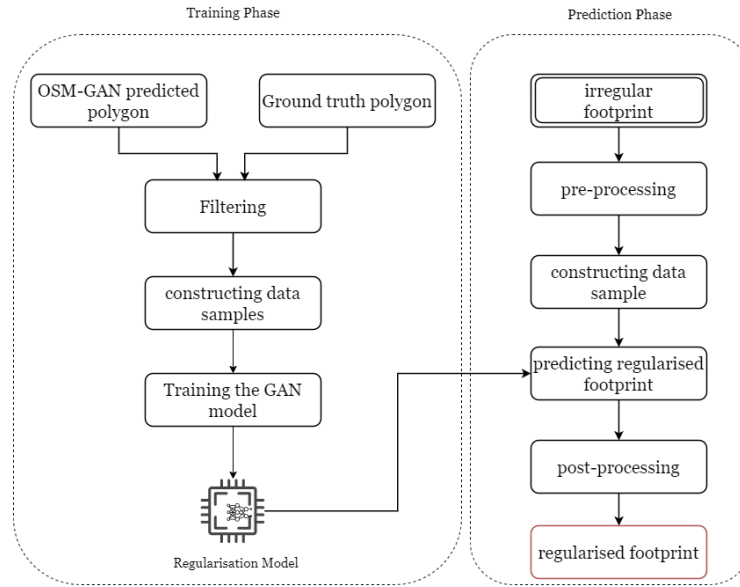 Training Phase
OSM-GAN predicted
polygon
Ground truth polygon
Filtering
constructing data
samples
Training the GAN
model
Regularisation Model
Prediction Phase
irregular
footprint
pre-processing
constructing data
sample
predicting regularised
footprint
post-processing
regularised footprint